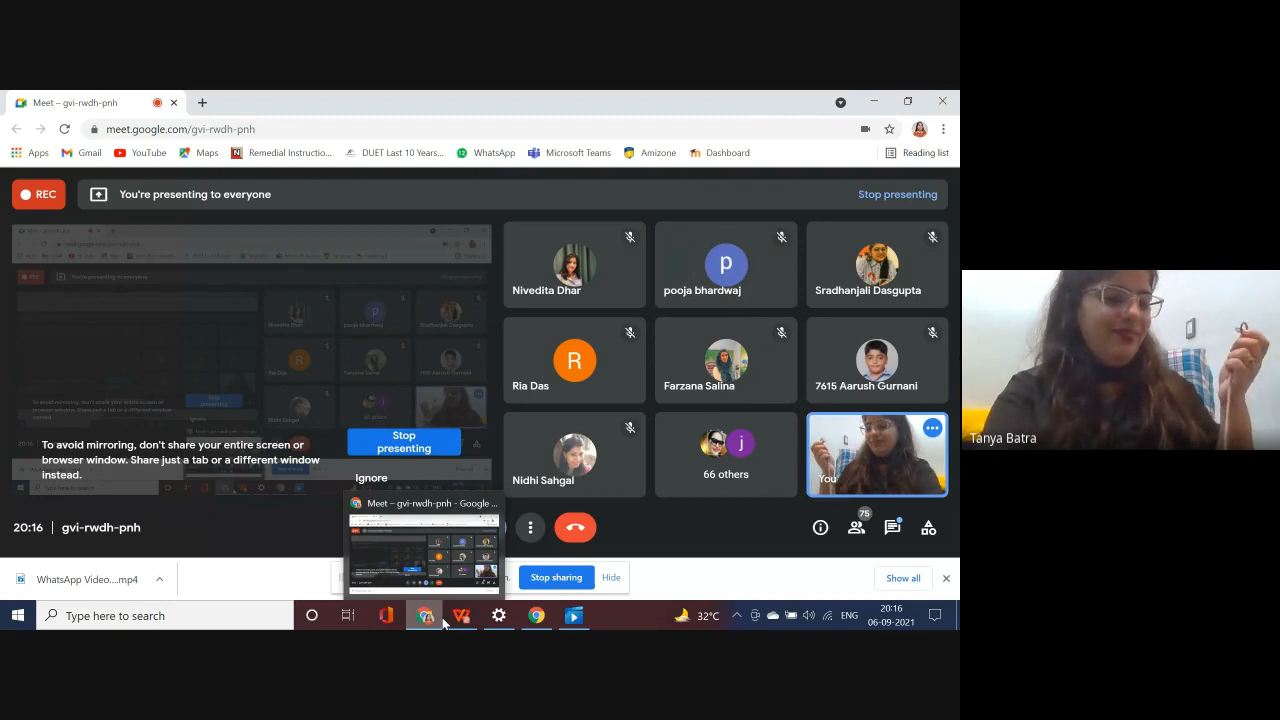 Meet – gvi-rwdh-pnh
meet.google.com/gvi-rwdh-pnh
Apps
Gmail
YouTube
Maps
Remedial Instructio...
DUET Last 10 Years...
WhatsApp
Microsoft Teams
Amizone
Dashboard
Reading list
REC
You're presenting to everyone
Stop presenting
Nivedita Dhar
p
pooja bhardwaj
Sradhanjali Dasgupta
R
Ria Das
Farzana Salina
7615 Aarush Gurnani
Nidhi Sahgal
j
66 others
You
To avoid mirroring, don't share your entire screen or
browser window. Share just a tab or a different window
instead.
Stop
presenting
Ignore
Tanya Batra
Meet – gvi-rwdh-pnh - Google ...
20:16
gvi-rwdh-pnh
75
WhatsApp Video....mp4
Stop sharing
Hide
Show all
Type here to search
32°C
ENG
20:16
06-09-2021